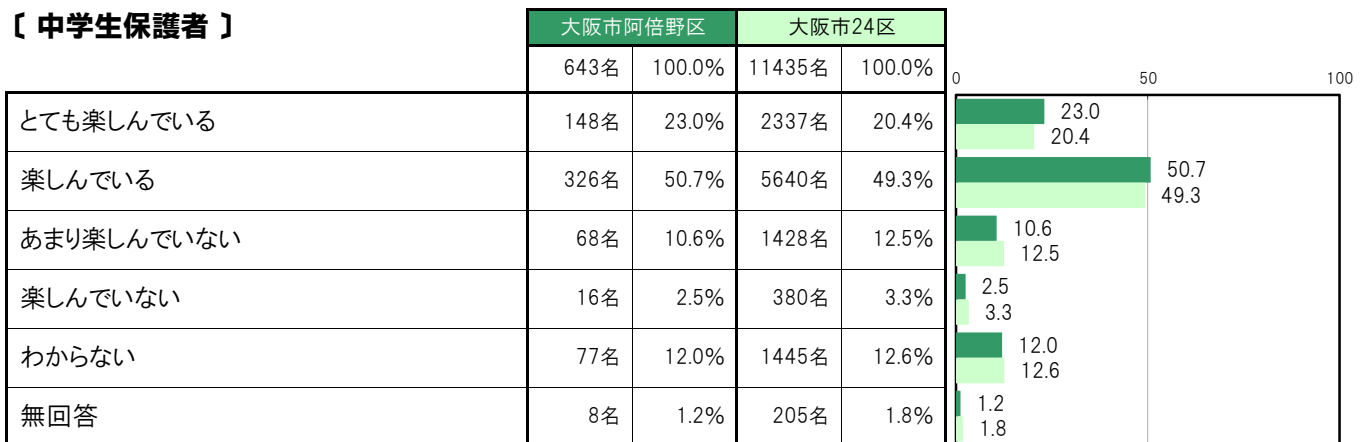 〔 中学生保護者 〕
大阪市阿倍野区 大阪市24区
643名 100.0% 11435名 100.0%
0 50 100
とても楽しんでいる 148名 23.0% 2337名 20.4%
23.0
20.4
楽しんでいる 326名 50.7% 5640名 49.3%
50.7
49.3
あまり楽しんでいない 68名 10.6% 1428名 12.5%
10.6
12.5
楽しんでいない 16名 2.5% 380名 3.3%
2.5
3.3
わからない 77名 12.0% 1445名 12.6%
12.0
12.6
無回答 8名 1.2% 205名 1.8%
1.2
1.8